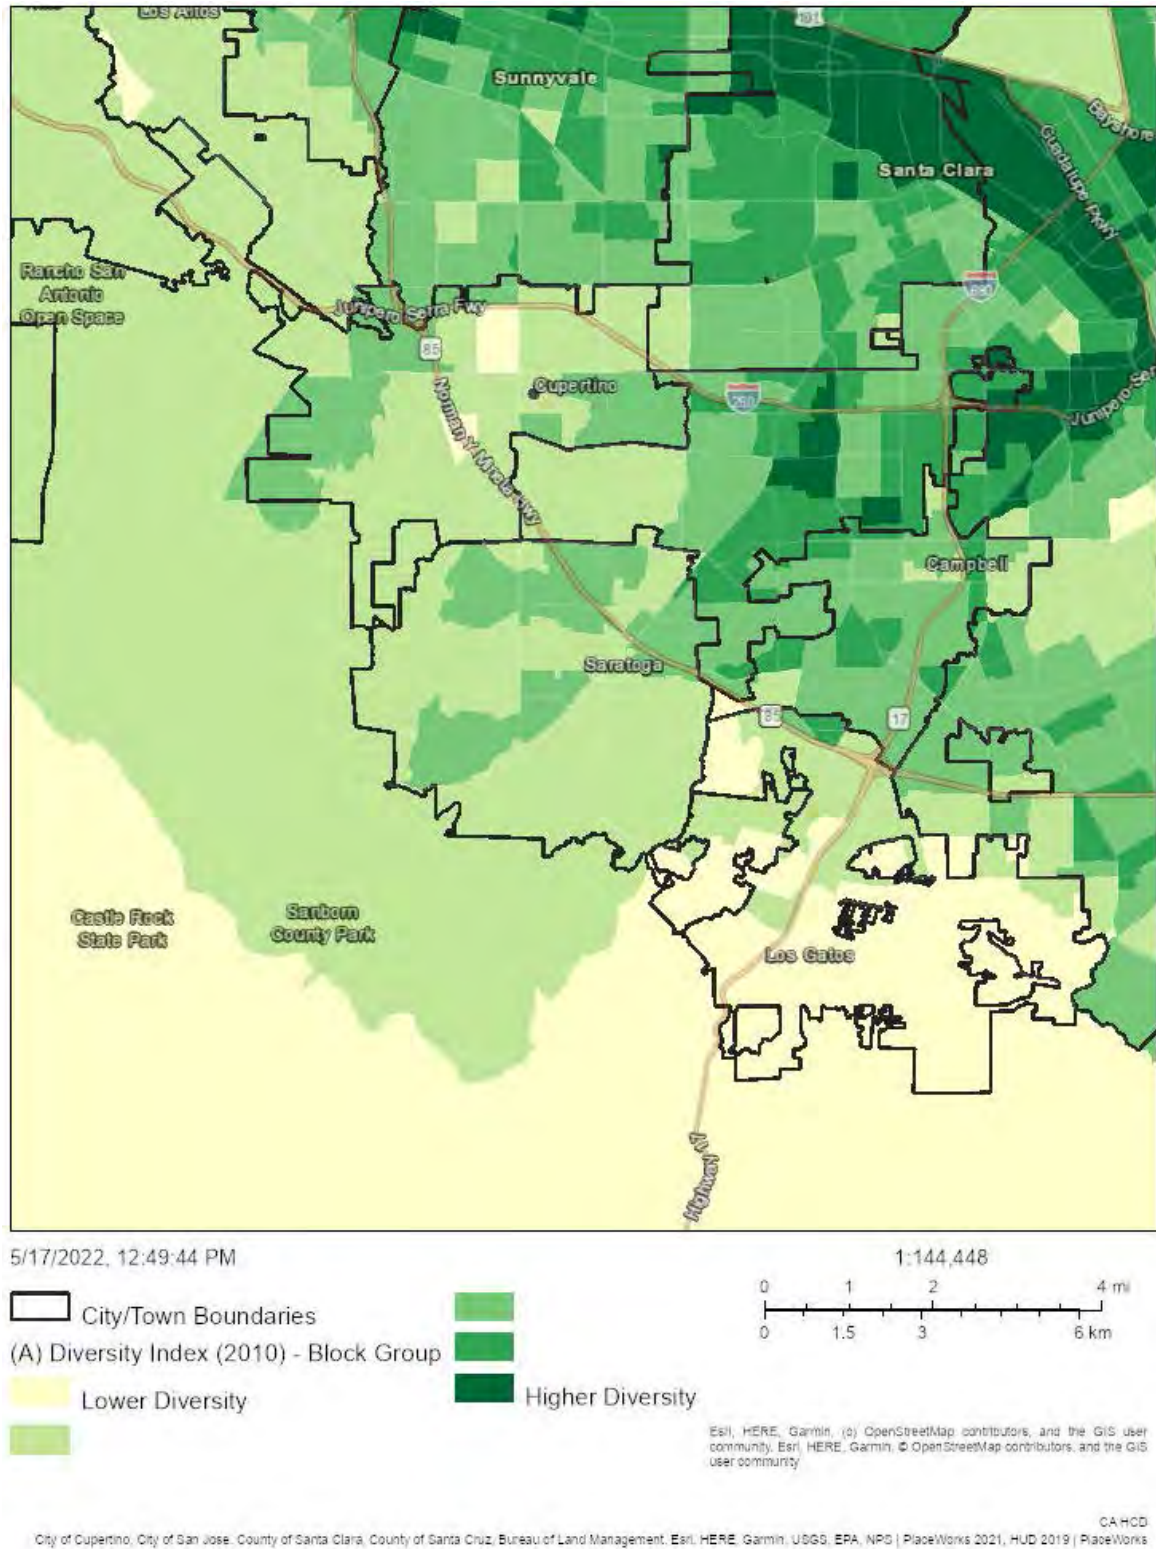 Los Altos
101
Sunnyvale
Bayshore
Santa Clara
Guadalupe Pkwy
Rancho San
Antonio
Open Space
Junipero Serra Fwy
880
85
Cupertino
280
Junipero Ser
Norman Y Mineta Hwy
Campbell
Saratoga
85
17
Castle Rock
State Park
Sanborn
County Park
Los Gatos
Highway 17
5/17/2022, 12:49:44 PM
1:144,448
0 1 2 4 mi
0 1.5 3 6 km
City/Town Boundaries
(A) Diversity Index (2010) - Block Group
Lower Diversity
Higher Diversity
Esri, HERE, Garmin, (c) OpenStreetMap contributors, and the GIS user
community, Esri, HERE, Garmin, © OpenStreetMap contributors, and the GIS
user community
CA HCD
City of Cupertino, City of San Jose, County of Santa Clara, County of Santa Cruz, Bureau of Land Management, Esri, HERE, Garmin, USGS, EPA, NPS | PlaceWorks 2021, HUD 2019 | PlaceWorks